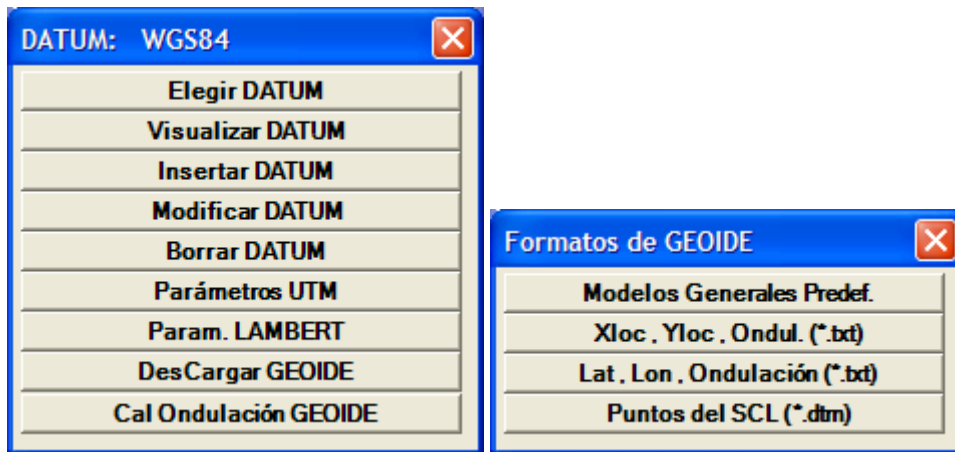 DATUM:   WGS84
Elegir DATUM
Visualizar DATUM
Insertar DATUM
Modificar DATUM
Borrar DATUM
Parámetros UTM
Param. LAMBERT
DesCargar GEOIDE
Cal Ondulación GEOIDE
Formatos de GEOIDE
Modelos Generales Predef.
Xloc , Yloc , Ondul. (*.txt)
Lat , Lon , Ondulación (*.txt)
Puntos del SCL (*.dtm)